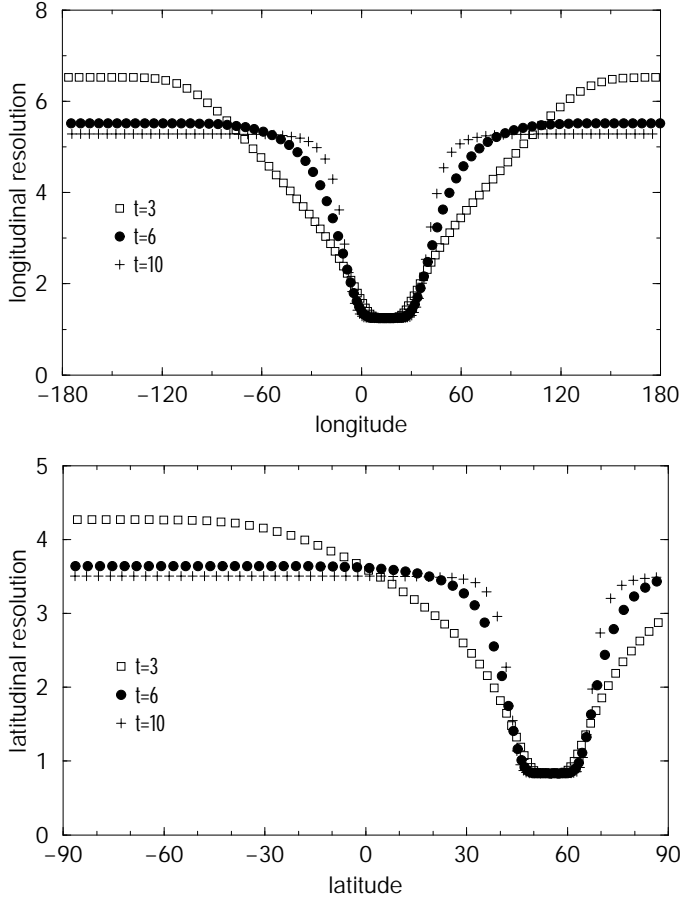 8
6
4
2
0
longitudinal resolution
□ t=3
● t=6
+ t=10
−180 −120 −60 0 60 120 180
longitude
5
4
3
2
1
0
latitudinal resolution
□ t=3
● t=6
+ t=10
−90 −60 −30 0 30 60 90
latitude